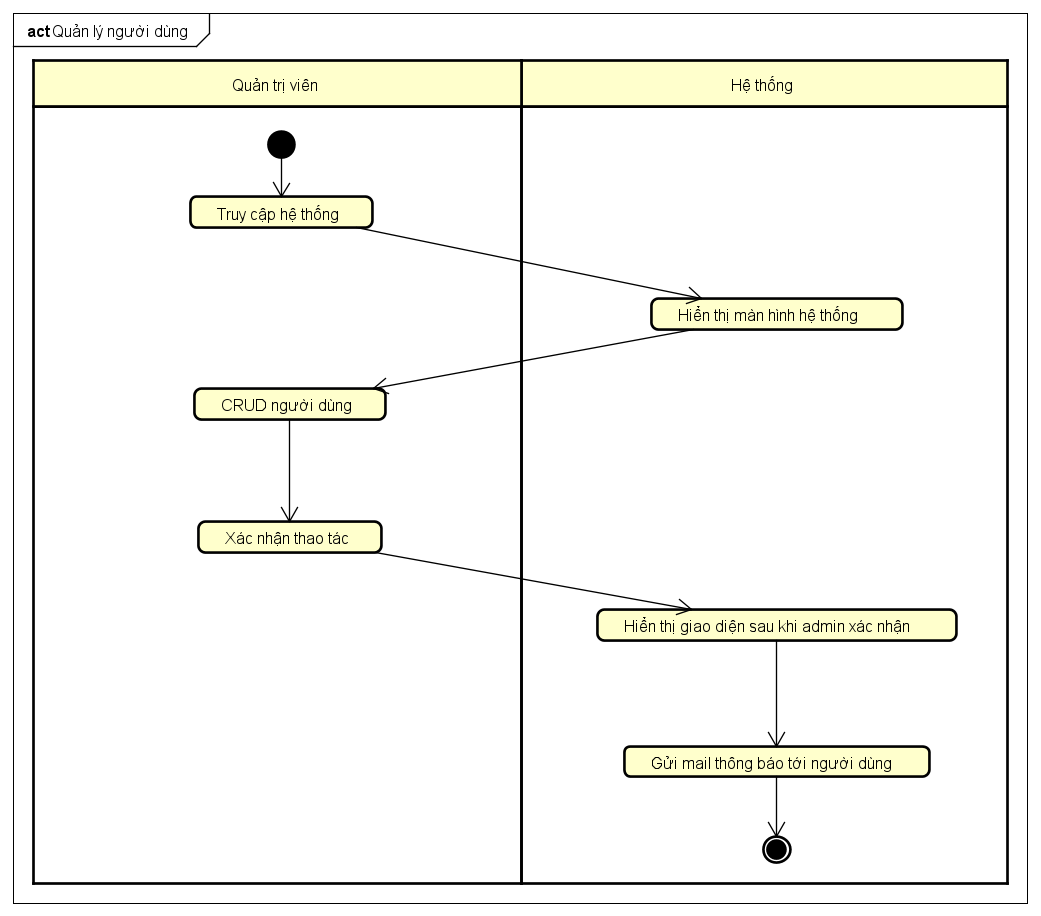 act Quản lý người dùng
Quản trị viên
Hệ thống
Truy cập hệ thống
Hiển thị màn hình hệ thống
CRUD người dùng
Xác nhận thao tác
Hiển thị giao diện sau khi admin xác nhận
Gửi mail thông báo tới người dùng